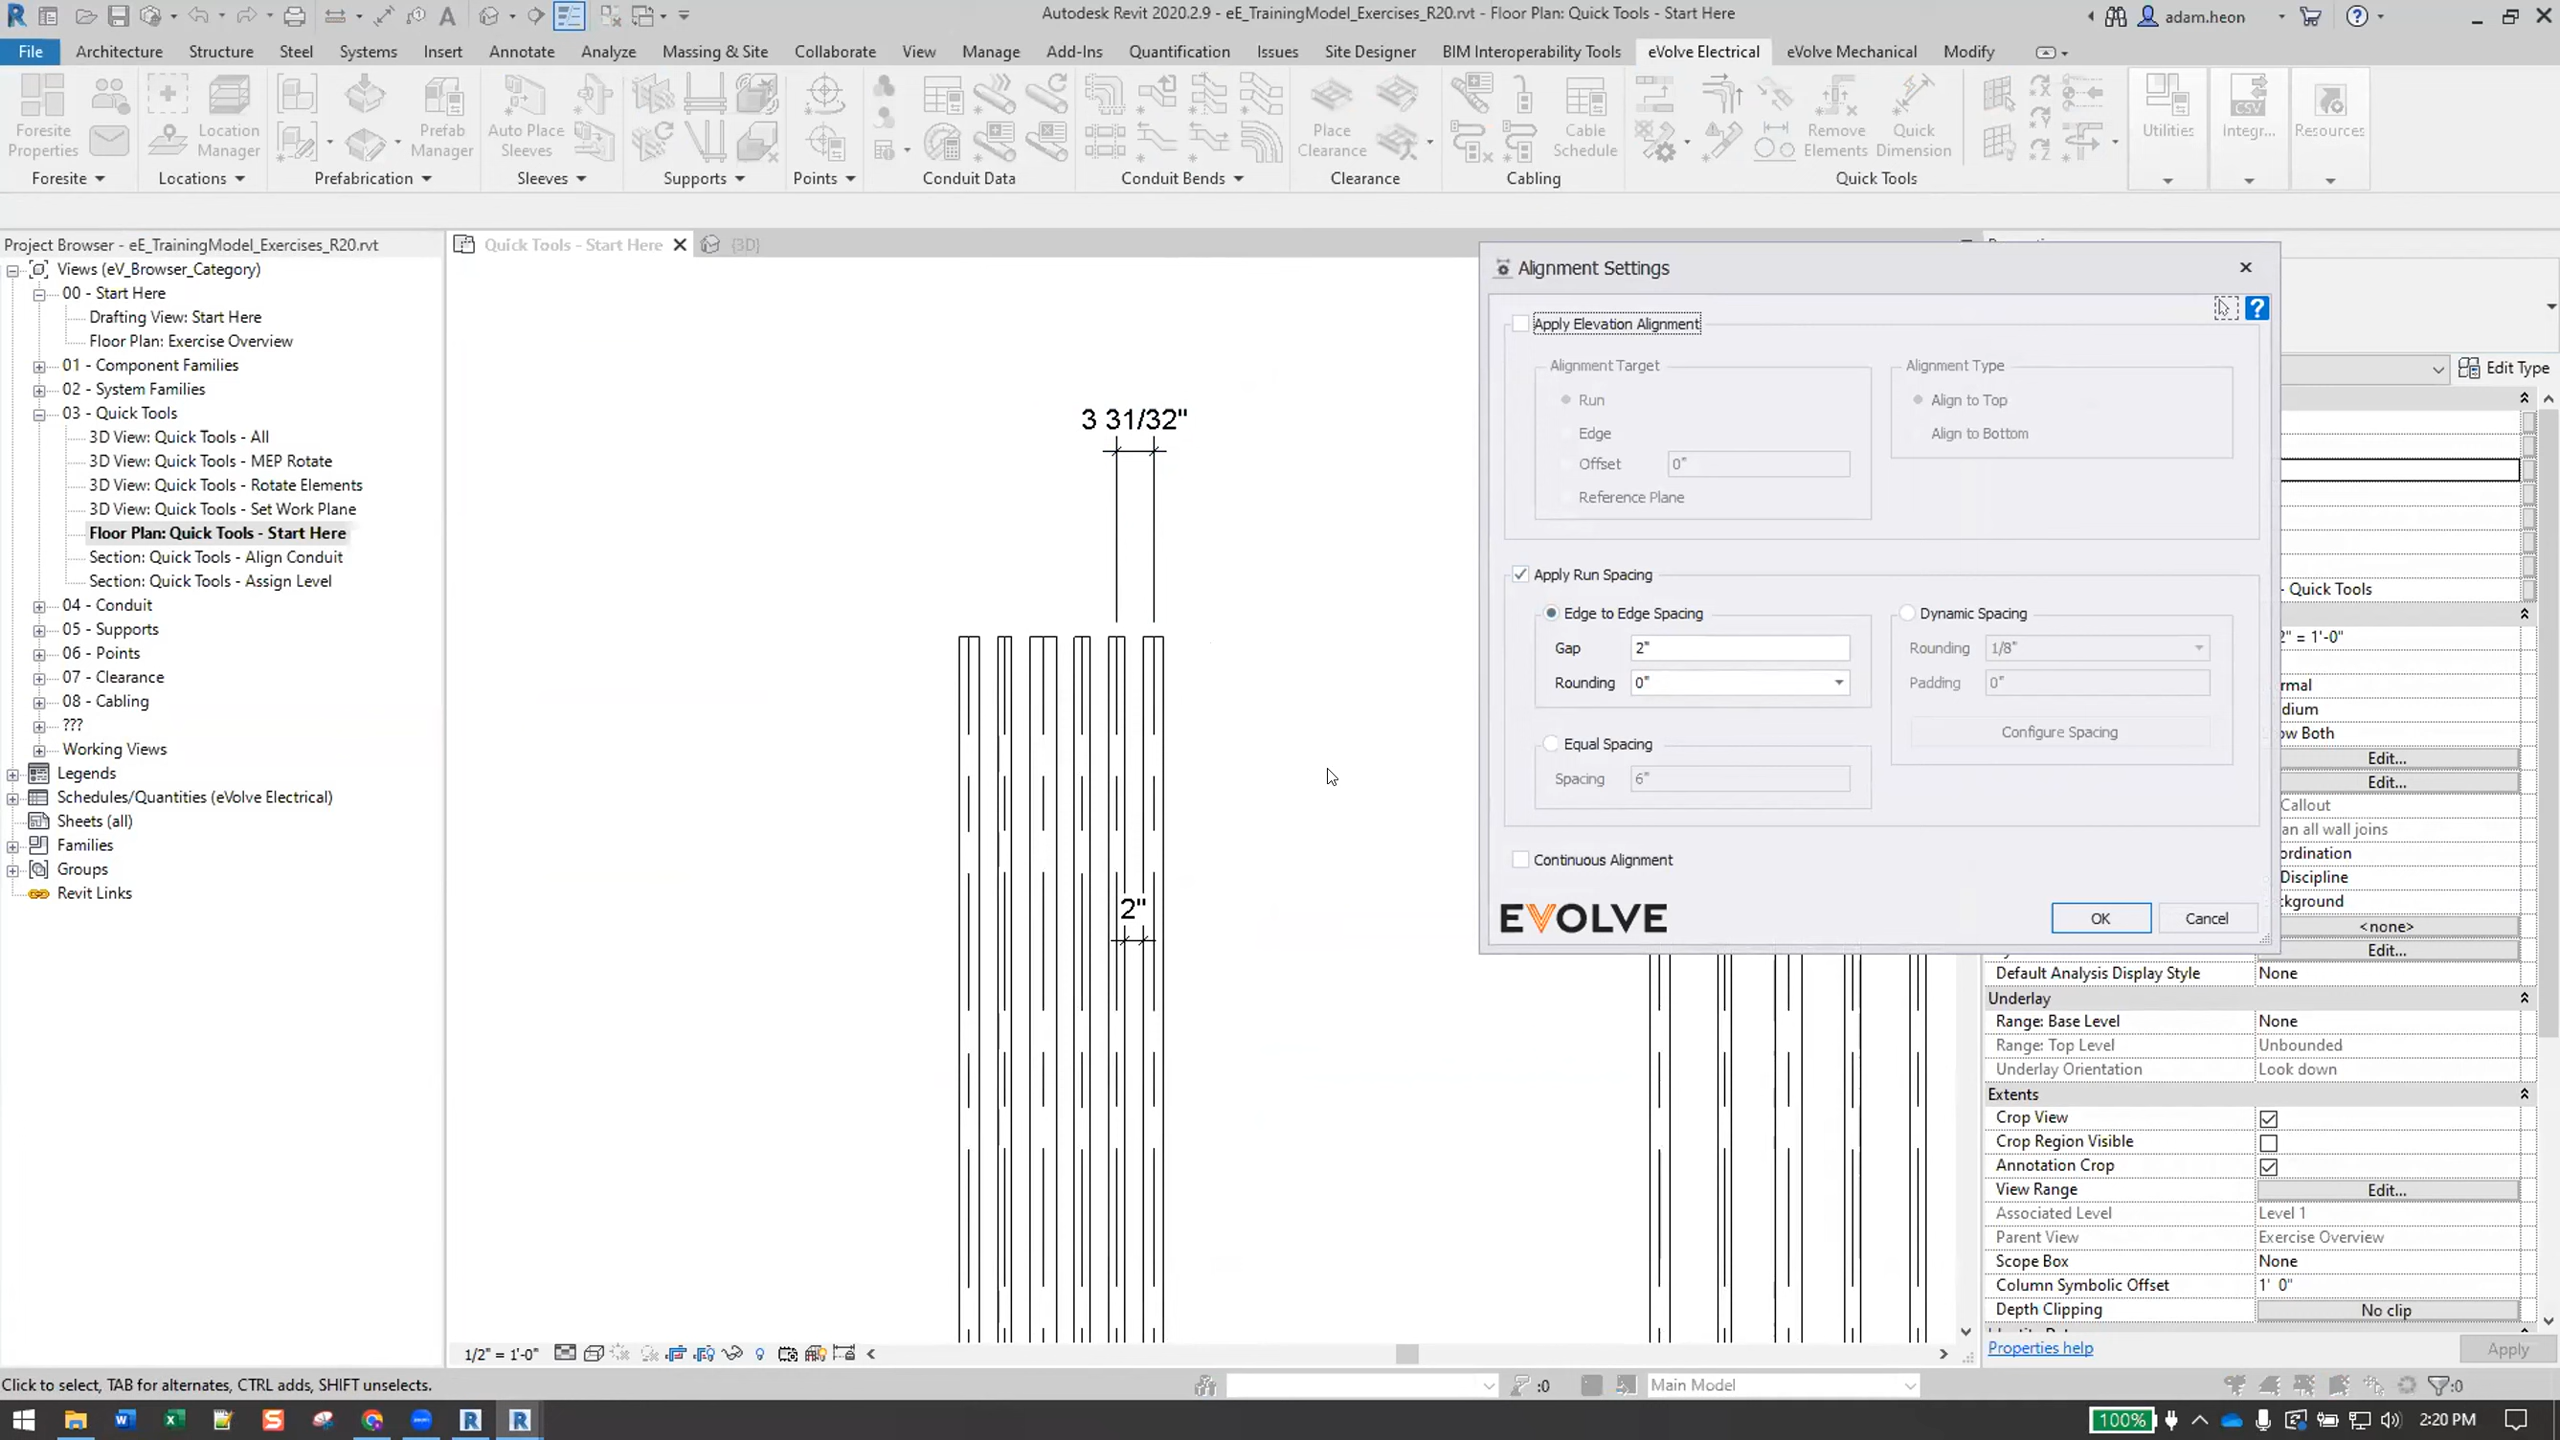 Autodesk Revit 2020.2.9 - eE_TrainingModel_Exercises_R20.rvt - Floor Plan: Quick Tools - Start Here
adam.heon
File Architecture Structure Steel Systems Insert Annotate Analyze Massing & Site Collaborate View Manage Add-Ins Quantification Issues Site Designer BIM Interoperability Tools eVolve Electrical eVolve Mechanical Modify
Foresite Properties
Location Manager
Prefab Manager
Auto Place Sleeves
Place Clearance
Cable Schedule
Remove Elements
Quick Dimension
Utilities
CSV
Integr...
Resources
Foresite Locations Prefabrication Sleeves Supports Points Conduit Data Conduit Bends Clearance Cabling Quick Tools
Project Browser - eE_TrainingModel_Exercises_R20.rvt
Views (eV_Browser_Category)
00 - Start Here
Drafting View: Start Here
Floor Plan: Exercise Overview
01 - Component Families
02 - System Families
03 - Quick Tools
3D View: Quick Tools - All
3D View: Quick Tools - MEP Rotate
3D View: Quick Tools - Rotate Elements
3D View: Quick Tools - Set Work Plane
Floor Plan: Quick Tools - Start Here
Section: Quick Tools - Align Conduit
Section: Quick Tools - Assign Level
04 - Conduit
05 - Supports
06 - Points
07 - Clearance
08 - Cabling
???
Working Views
Legends
Schedules/Quantities (eVolve Electrical)
Sheets (all)
Families
Groups
Revit Links
Quick Tools - Start Here
{3D}
3 31/32"
2"
Alignment Settings
Apply Elevation Alignment
Alignment Target
Run
Edge
Offset 0"
Reference Plane
Alignment Type
Align to Top
Align to Bottom
Apply Run Spacing
Edge to Edge Spacing
Gap 2"
Rounding 0"
Dynamic Spacing
Rounding 1/8"
Padding 0"
Configure Spacing
Equal Spacing
Spacing 6"
Continuous Alignment
EVOLVE
OK
Cancel
Edit Type
- Quick Tools
2" = 1'-0"
rmal
dium
ow Both
Edit...
Edit...
Callout
an all wall joins
ordination
Discipline
ckground
<none>
Edit...
Default Analysis Display Style None
Underlay
Range: Base Level None
Range: Top Level Unbounded
Underlay Orientation Look down
Extents
Crop View
Crop Region Visible
Annotation Crop
View Range Edit...
Associated Level Level 1
Parent View Exercise Overview
Scope Box None
Column Symbolic Offset 1' 0"
Depth Clipping No clip
Properties help
Apply
1/2" = 1'-0"
Click to select, TAB for alternates, CTRL adds, SHIFT unselects.
:0
Main Model
:0
100%
2:20 PM